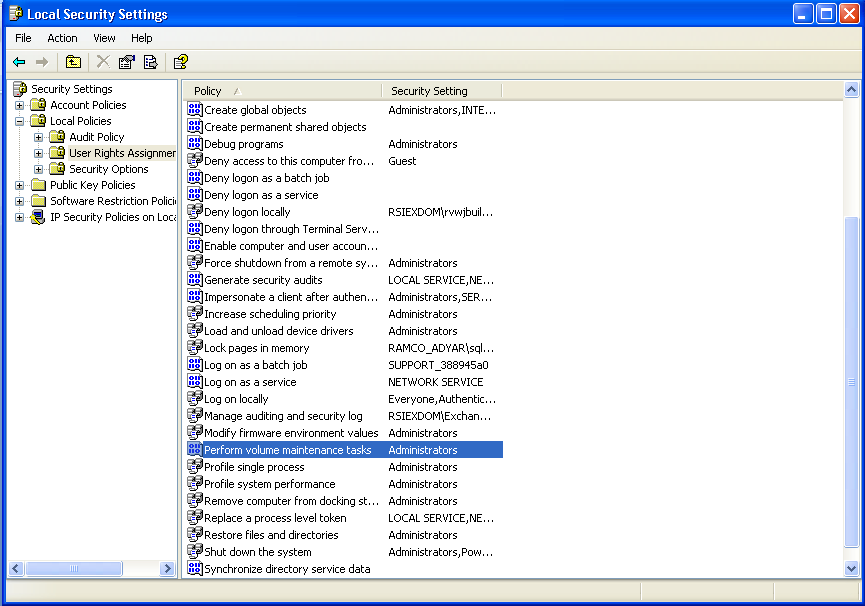 Local Security Settings
File Action View Help
Security Settings
Account Policies
Local Policies
Audit Policy
User Rights Assignmer
Security Options
Public Key Policies
Software Restriction Polici
IP Security Policies on Loca
Policy Security Setting
Create global objects Administrators,INTE...
Create permanent shared objects
Debug programs Administrators
Deny access to this computer fro... Guest
Deny logon as a batch job
Deny logon as a service
Deny logon locally RSIEXDOM\rvwjbuil...
Deny logon through Terminal Serv...
Enable computer and user accoun...
Force shutdown from a remote sy... Administrators
Generate security audits LOCAL SERVICE,NE...
Impersonate a client after authen... Administrators,SER...
Increase scheduling priority Administrators
Load and unload device drivers Administrators
Lock pages in memory RAMCO_ADYAR\sql...
Log on as a batch job SUPPORT_388945a0
Log on as a service NETWORK SERVICE
Log on locally Everyone,Authentic...
Manage auditing and security log RSIEXDOM\Exchan...
Modify firmware environment values Administrators
Perform volume maintenance tasks Administrators
Profile single process Administrators
Profile system performance Administrators
Remove computer from docking st... Administrators
Replace a process level token LOCAL SERVICE,NE...
Restore files and directories Administrators
Shut down the system Administrators,Pow...
Synchronize directory service data